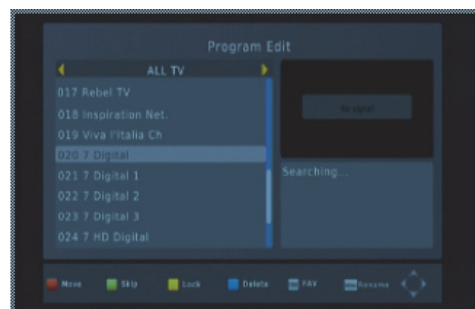 Program Edit
ALL TV
017 Rebel TV
018 Inspiration Net.
019 Viva l'Italia Ch
020 7 Digital
021 7 Digital 1
022 7 Digital 2
023 7 Digital 3
024 7 HD Digital
No signal
Searching...
Move Skip Lock Delete FAV Rename